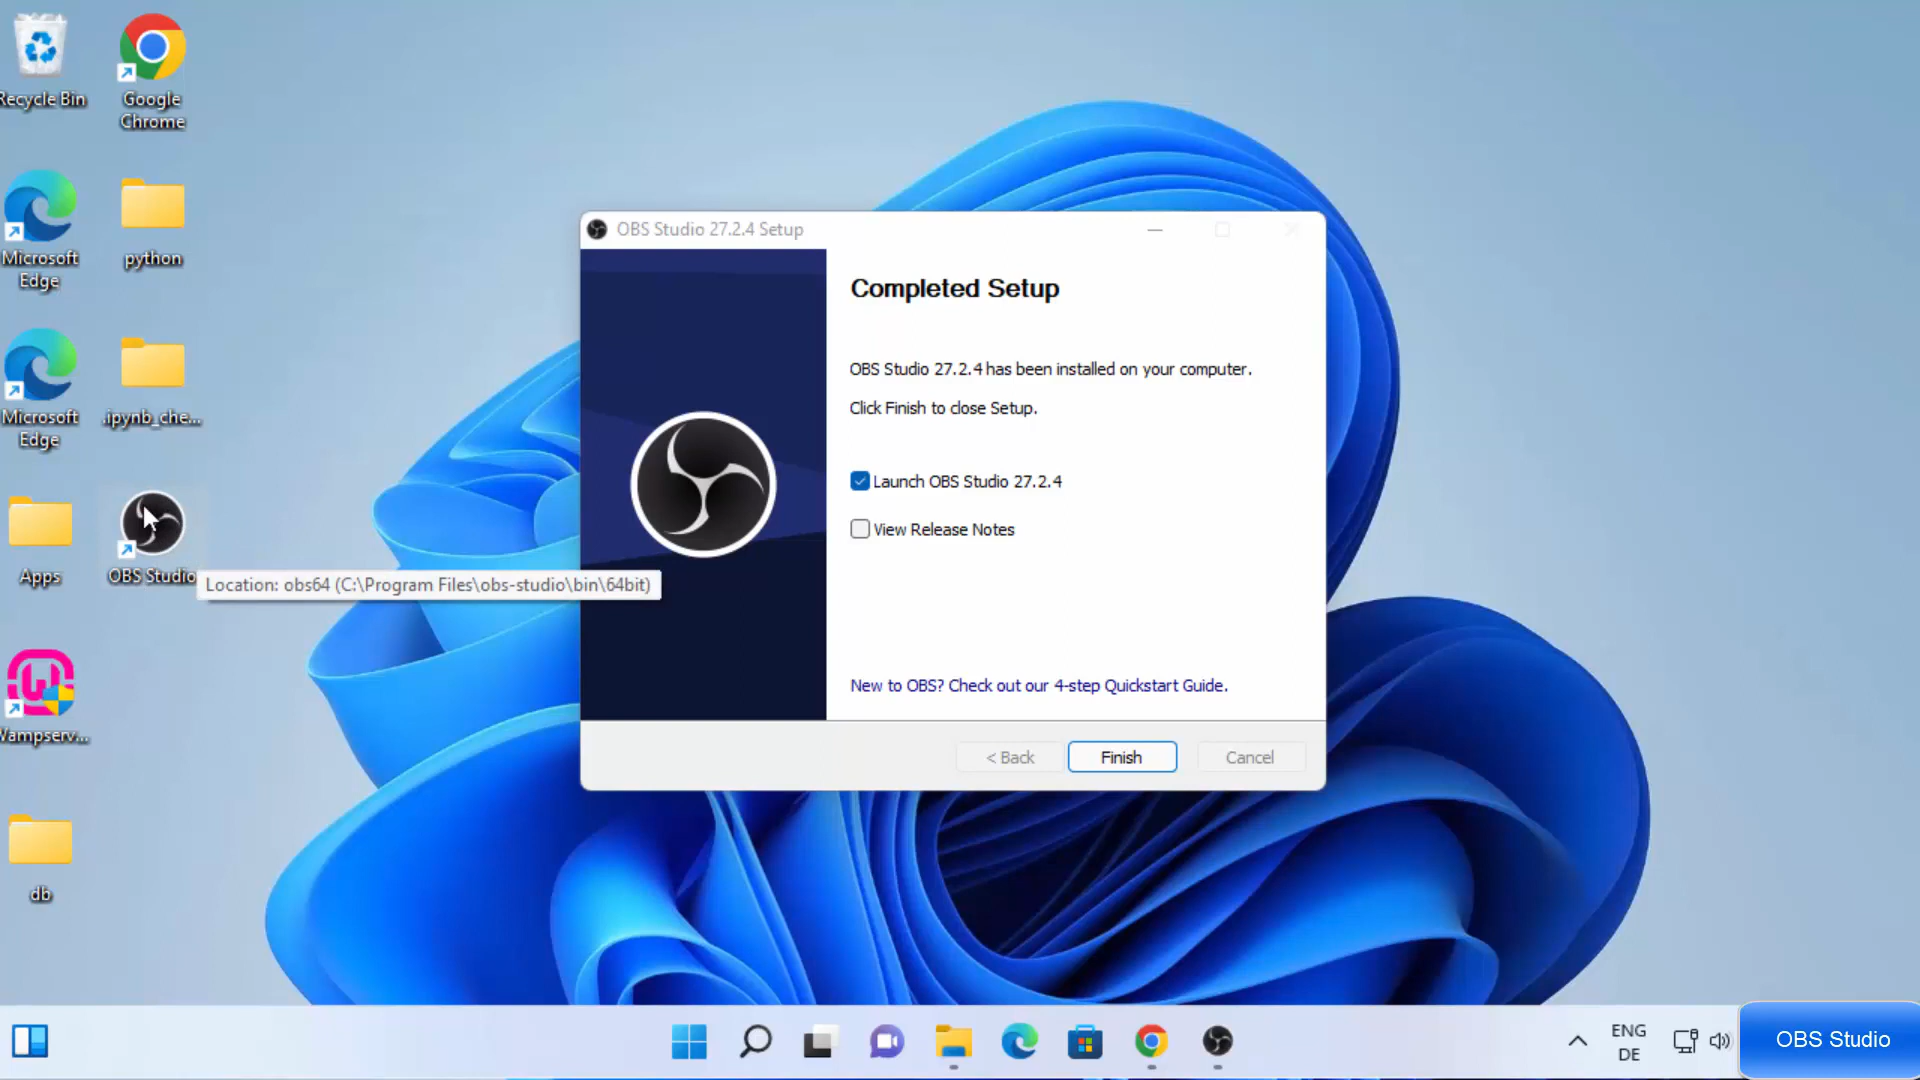 Recycle Bin
Google
Chrome
Microsoft
Edge
python
Microsoft
Edge
.ipynb_che...
Apps
OBS Studio
Location: obs64 (C:\Program Files\obs-studio\bin\64bit)
Wampserv...
db
OBS Studio 27.2.4 Setup
Completed Setup
OBS Studio 27.2.4 has been installed on your computer.
Click Finish to close Setup.
Launch OBS Studio 27.2.4
View Release Notes
New to OBS? Check out our 4-step Quickstart Guide.
< Back
Finish
Cancel
ENG
DE
OBS Studio